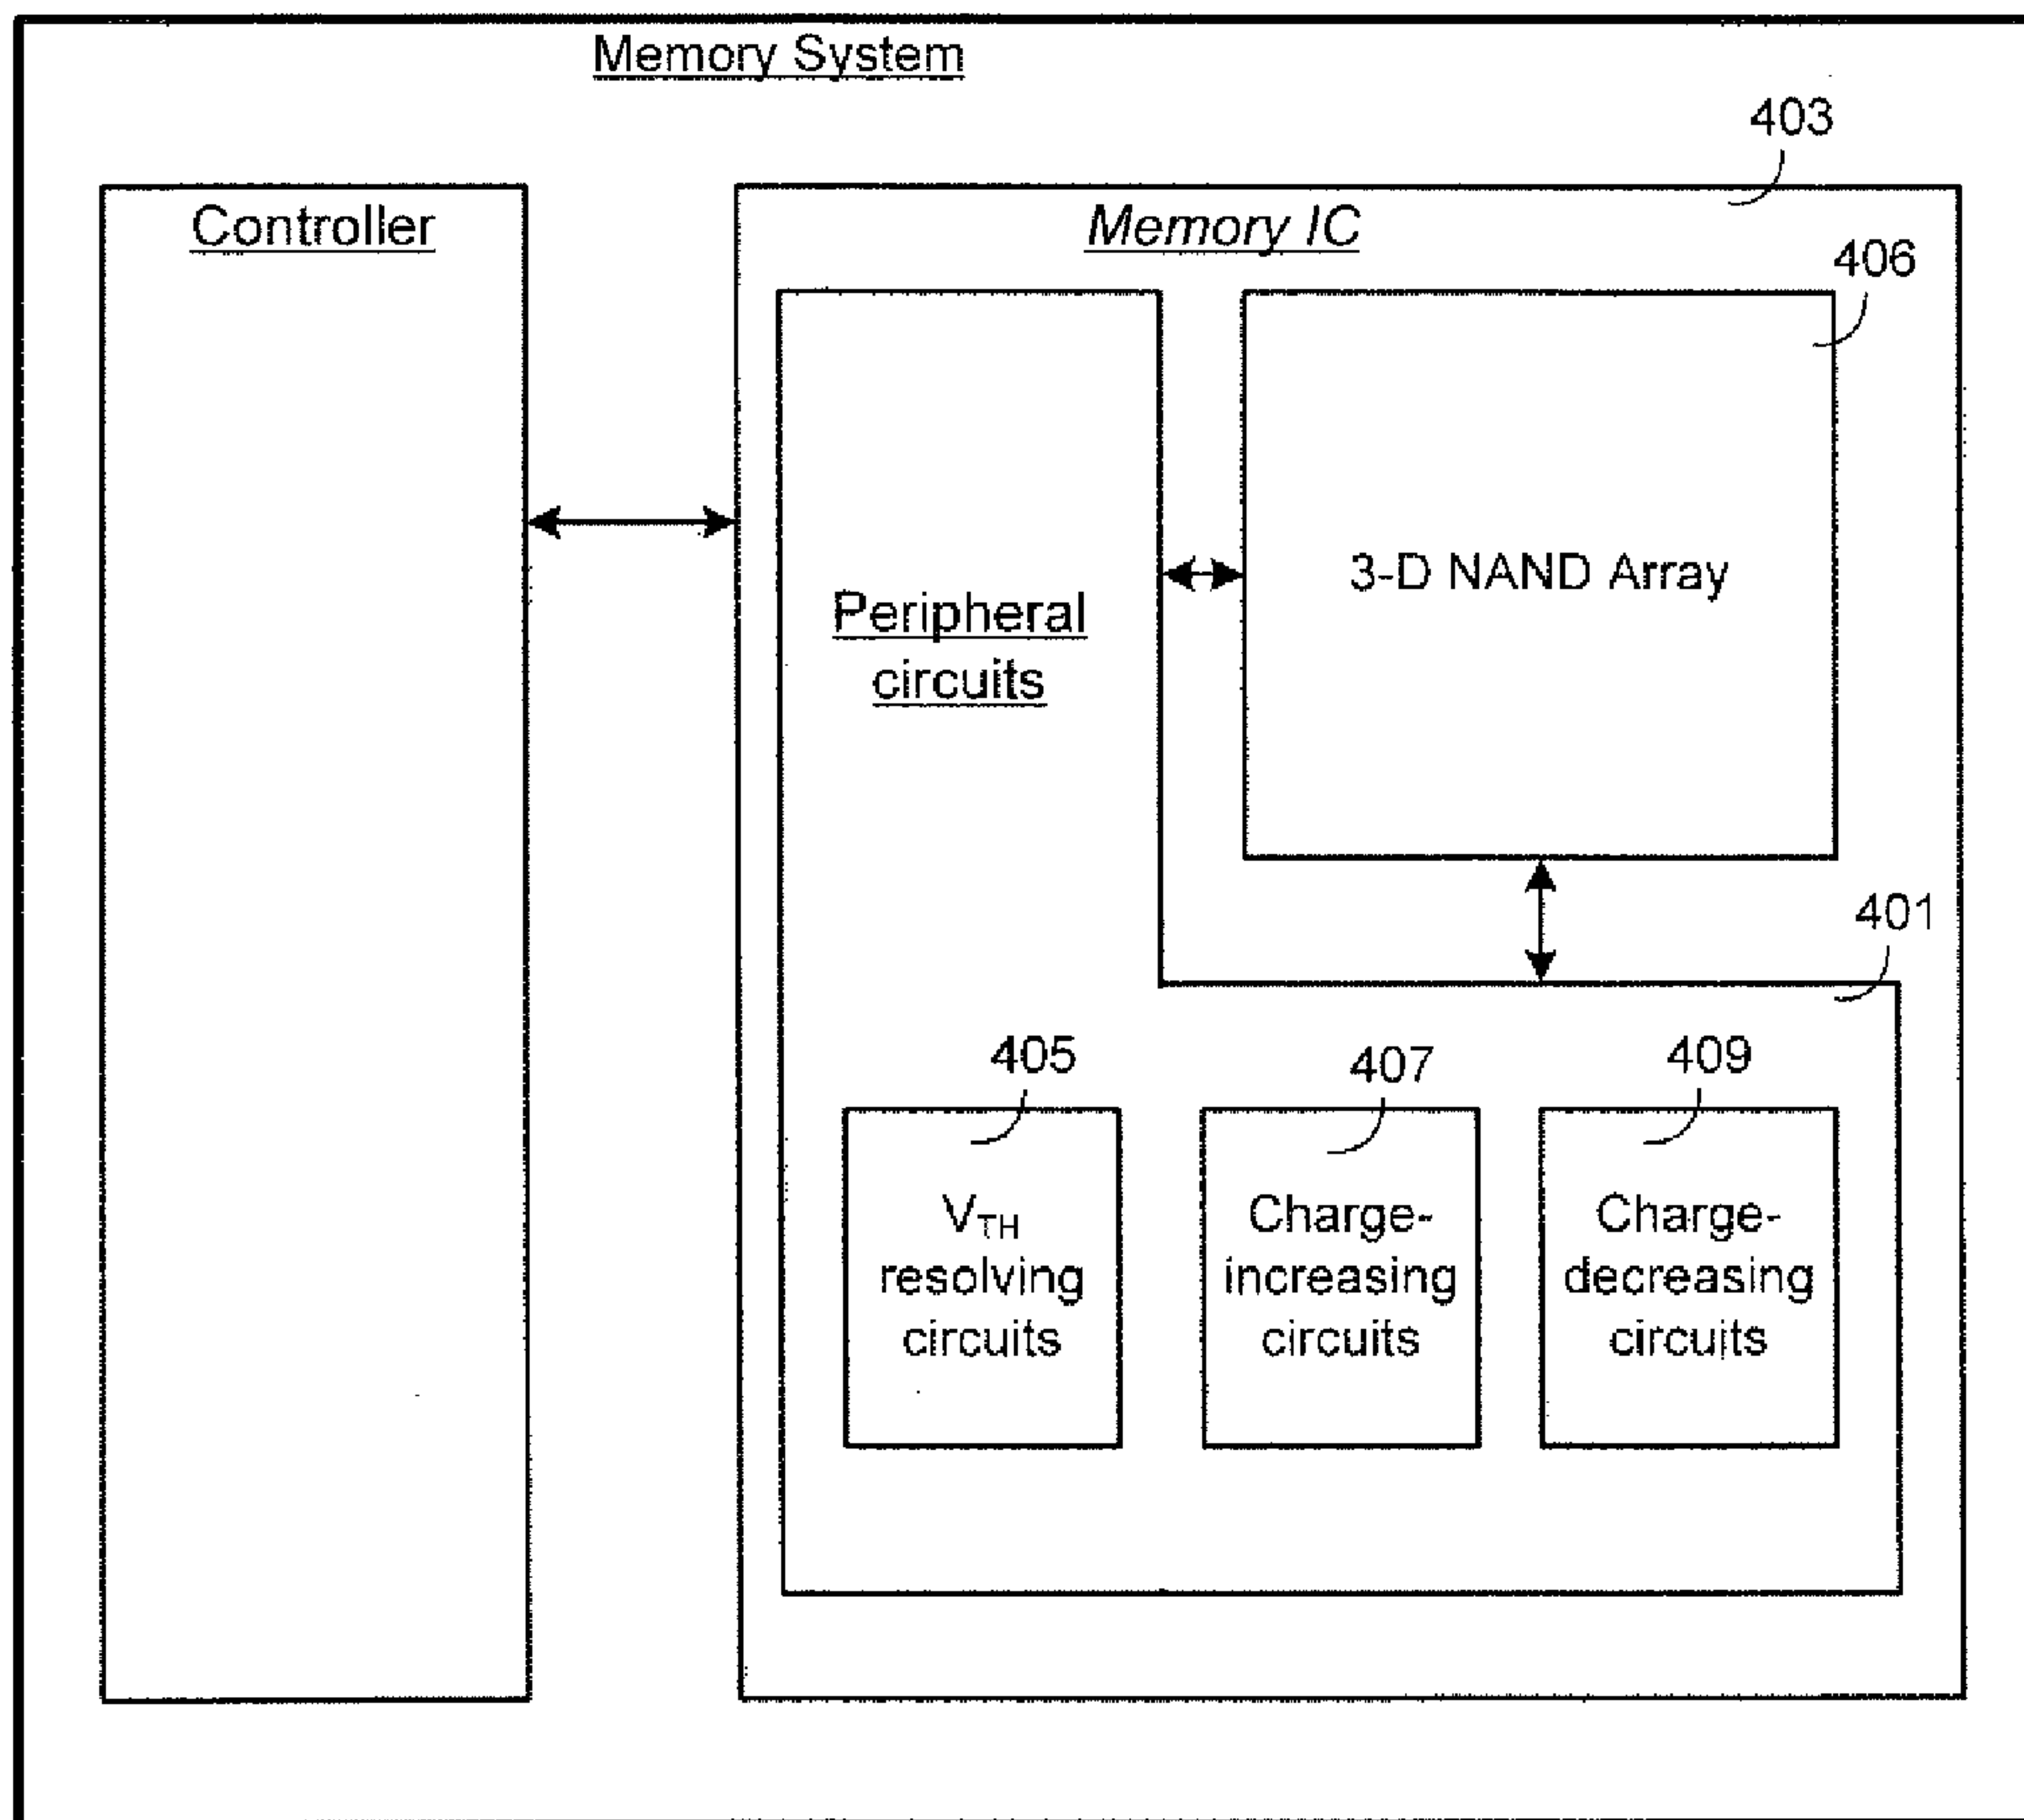 Memory System
403
Controller
Memory IC
406
3-D NAND Array
Peripheral
circuits
401
405
407
409
VTH
resolving
circuits
Charge-
increasing
circuits
Charge-
decreasing
circuits